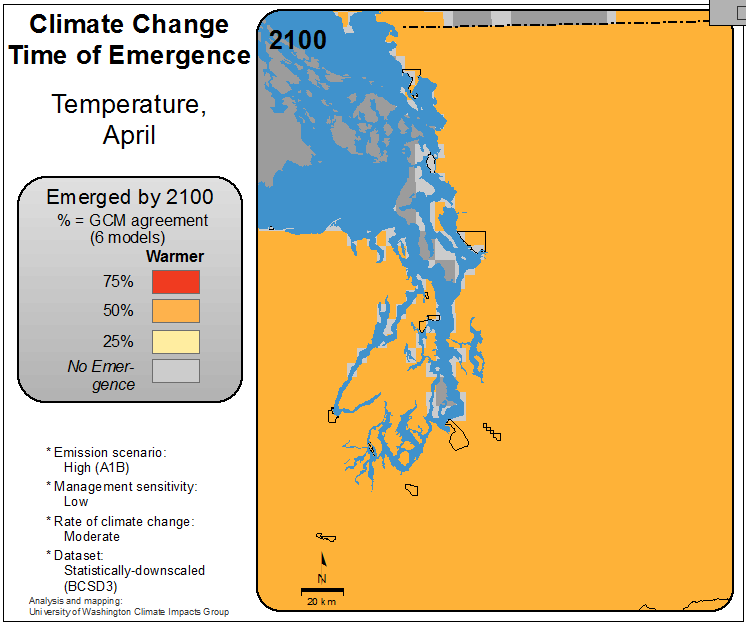 Climate Change
Time of Emergence
Temperature,
April
Emerged by 2100
% = GCM agreement
(6 models)
Warmer
75%
50%
25%
No Emer-
gence
* Emission scenario:
High (A1B)
* Management sensitivity:
Low
* Rate of climate change:
Moderate
* Dataset:
Statistically-downscaled
(BCSD3)
Analysis and mapping:
University of Washington Climate Impacts Group
2100
N
20 km